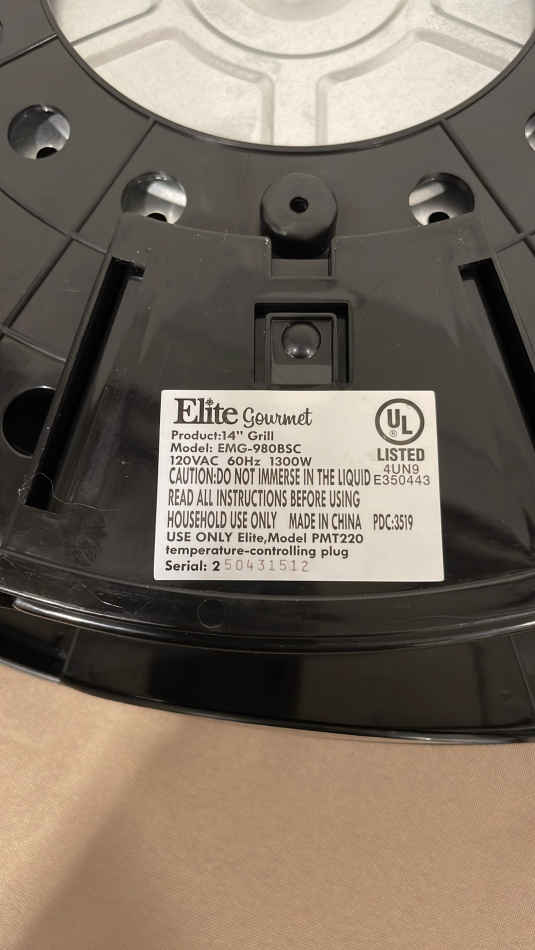 Elite Gourmet
Product:14" Grill
Model: EMG-980BSC
120VAC 60Hz 1300W
CAUTION:DO NOT IMMERSE IN THE LIQUID
READ ALL INSTRUCTIONS BEFORE USING
HOUSEHOLD USE ONLY MADE IN CHINA PDC:3519
USE ONLY Elite,Model PMT220
temperature-controlling plug
Serial: 2 50431512
UL
LISTED
4UN9
E350443